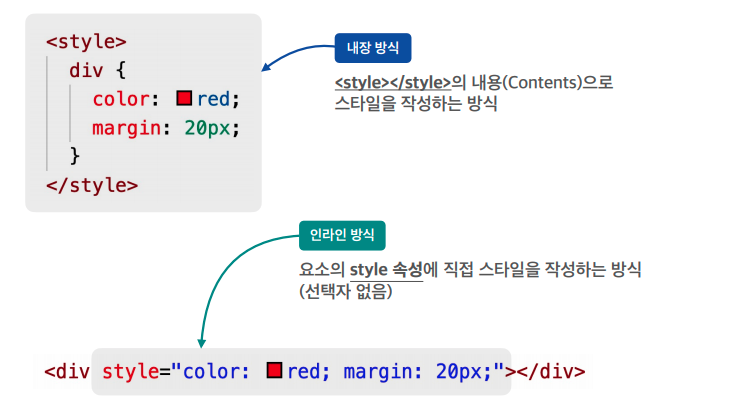 <style>
div {
color: red;
margin: 20px;
}
</style>
내장 방식
<style></style>의 내용(Contents)으로
스타일을 작성하는 방식
인라인 방식
요소의 style 속성에 직접 스타일을 작성하는 방식
(선택자 없음)
<div style="color: red; margin: 20px;"></div>